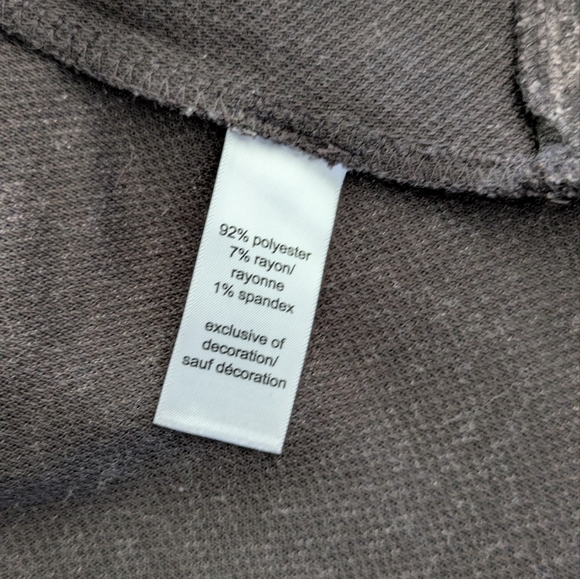 92% polyester
7% rayon/
rayonne
1% spandex
exclusive of
decoration/
sauf décoration